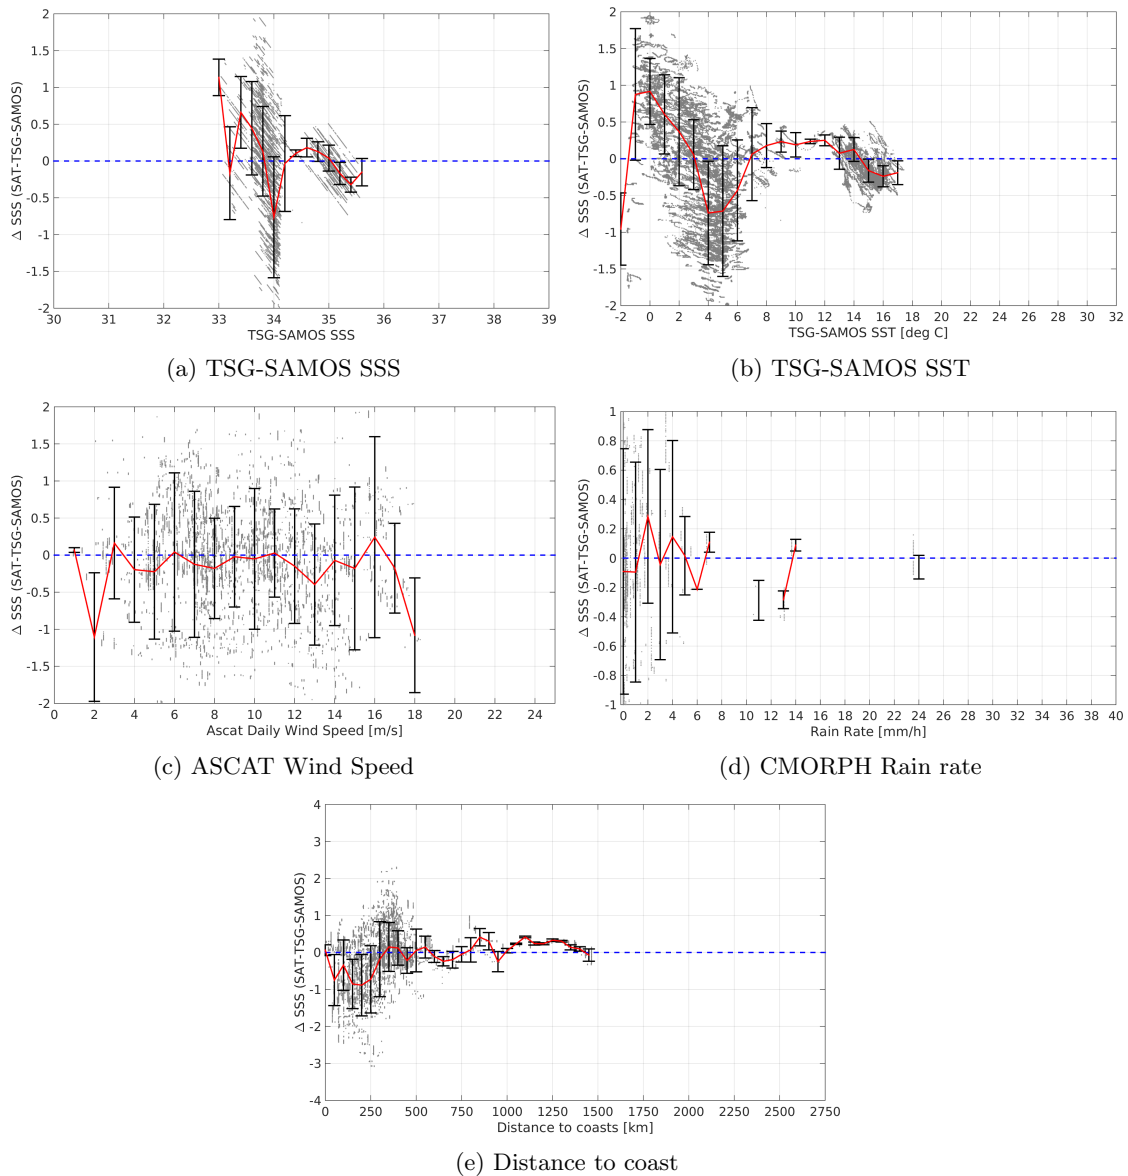 2
1.5
1
0.5
0
-0.5
-1
-1.5
-2
Δ SSS (SAT-TSG-SAMOS)
30 31 32 33 34 35 36 37 38 39
TSG-SAMOS SSS
(a) TSG-SAMOS SSS
2
1.5
1
0.5
0
-0.5
-1
-1.5
-2
Δ SSS (SAT-TSG-SAMOS)
-2 0 2 4 6 8 10 12 14 16 18 20 22 24 26 28 30 32
TSG-SAMOS SST [deg C]
(b) TSG-SAMOS SST
2
1.5
1
0.5
0
-0.5
-1
-1.5
-2
Δ SSS (SAT-TSG-SAMOS)
0 2 4 6 8 10 12 14 16 18 20 22 24
Ascat Daily Wind Speed [m/s]
(c) ASCAT Wind Speed
1
0.8
0.6
0.4
0.2
0
-0.2
-0.4
-0.6
-0.8
-1
Δ SSS (SAT-TSG-SAMOS)
0 2 4 6 8 10 12 14 16 18 20 22 24 26 28 30 32 34 36 38 40
Rain Rate [mm/h]
(d) CMORPH Rain rate
4
3
2
1
0
-1
-2
-3
-4
Δ SSS (SAT-TSG-SAMOS)
0 250 500 750 1000 1250 1500 1750 2000 2250 2500 2750
Distance to coasts [km]
(e) Distance to coast